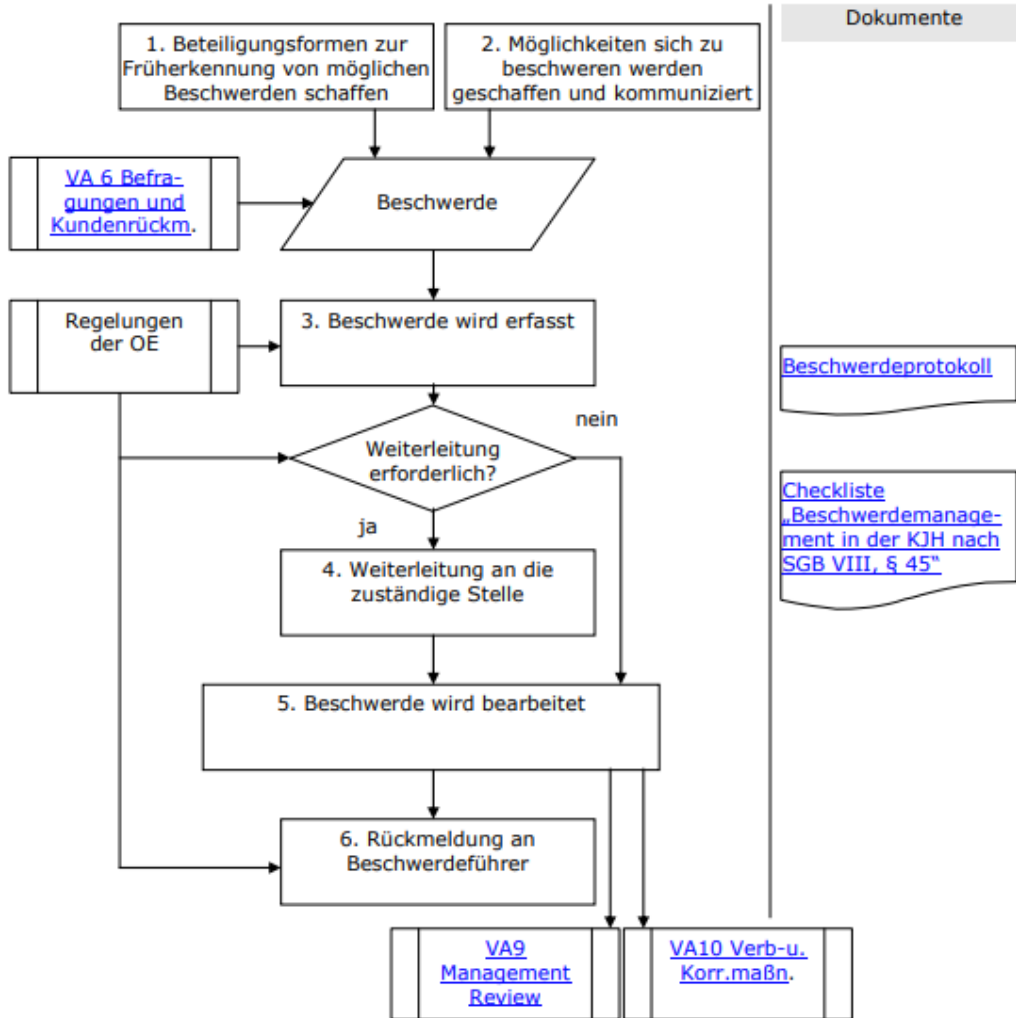 Dokumente
1. Beteiligungsformen zur
Früherkennung von möglichen
Beschwerden schaffen
2. Möglichkeiten sich zu
beschweren werden
geschaffen und kommuniziert
VA 6 Befra-
gungen und
Kundenrückm.
Beschwerde
Regelungen
der OE
3. Beschwerde wird erfasst
Beschwerdeprotokoll
nein
Weiterleitung
erforderlich?
Checkliste
„Beschwerdemanage-
ment in der KJH nach
SGB VIII, § 45“
ja
4. Weiterleitung an die
zuständige Stelle
5. Beschwerde wird bearbeitet
6. Rückmeldung an
Beschwerdeführer
VA9
Management
Review
VA10 Verb-u.
Korr.maßn.